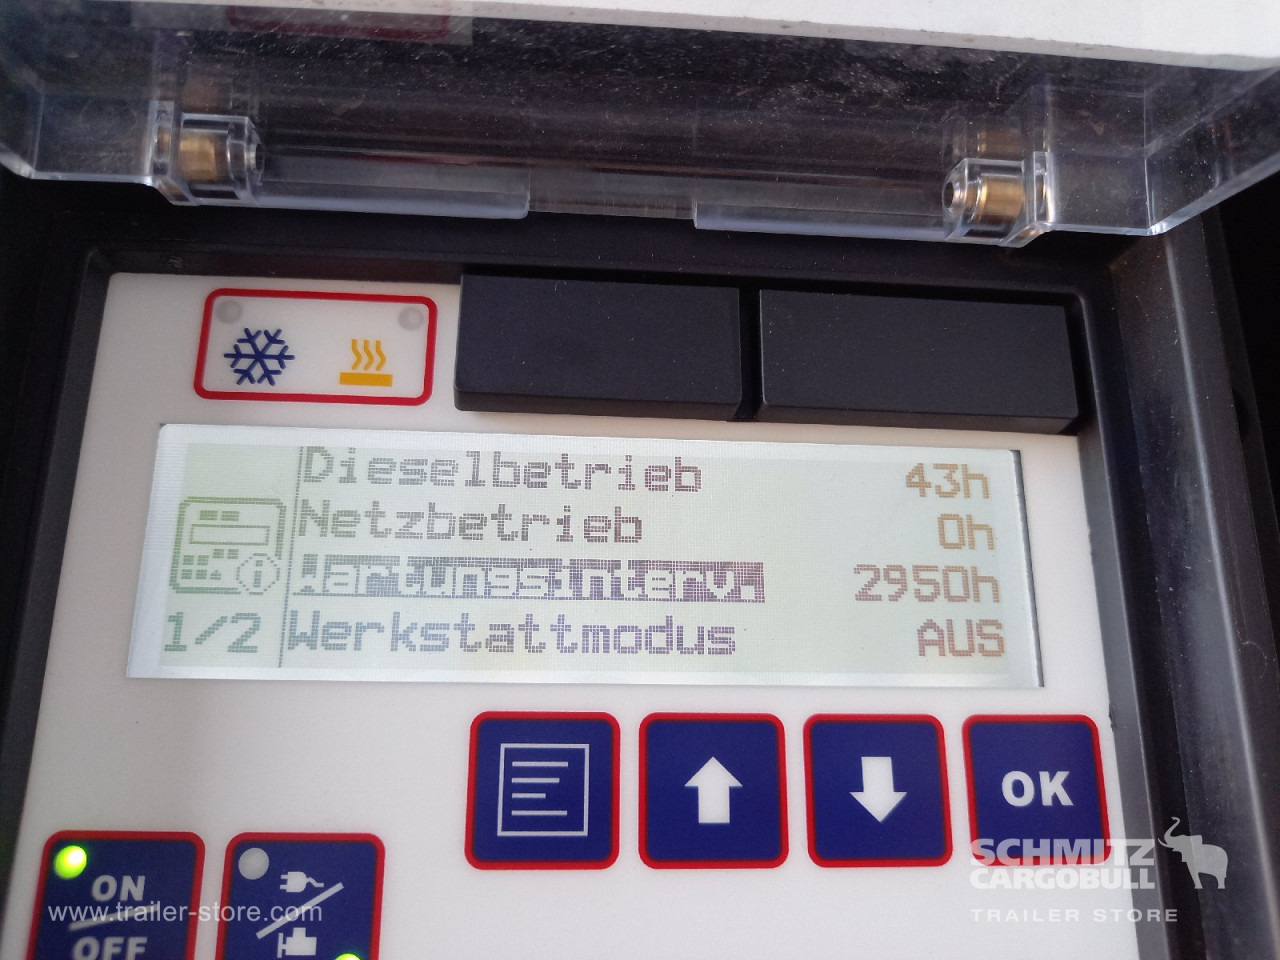 Dieselbetrieb 43h
Netzbetrieb 0h
Wartungsinterv. 2950h
1/2 Werkstattmodus AUS
OK
ON
OFF
SCHMITZ
CARGOBULL
TRAILER STORE
www.trailer-store.com